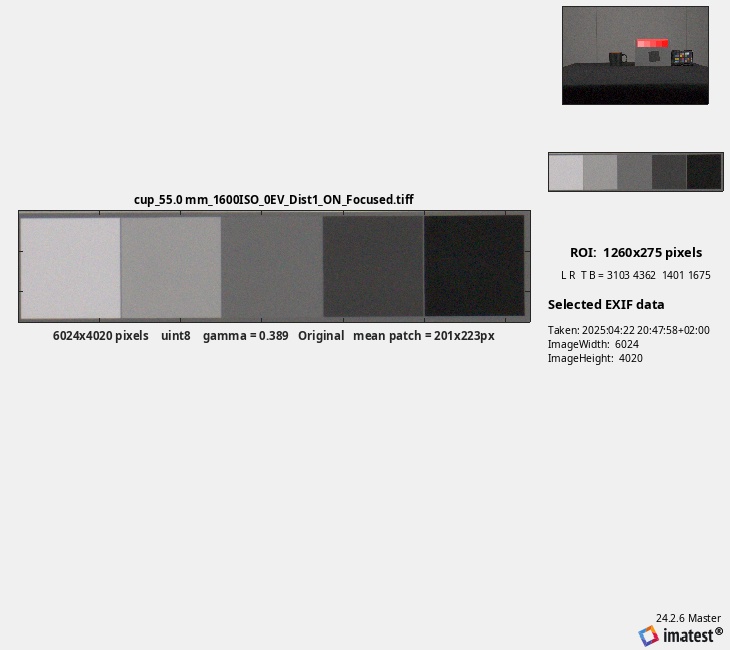 cup_55.0 mm_1600ISO_0EV_Dist1_ON_Focused.tiff
6024x4020 pixels uint8 gamma = 0.389 Original mean patch = 201x223px
ROI: 1260x275 pixels
L R T B = 3103 4362 1401 1675
Selected EXIF data
Taken: 2025:04:22 20:47:58+02:00
ImageWidth: 6024
ImageHeight: 4020
24.2.6 Master
imatest®